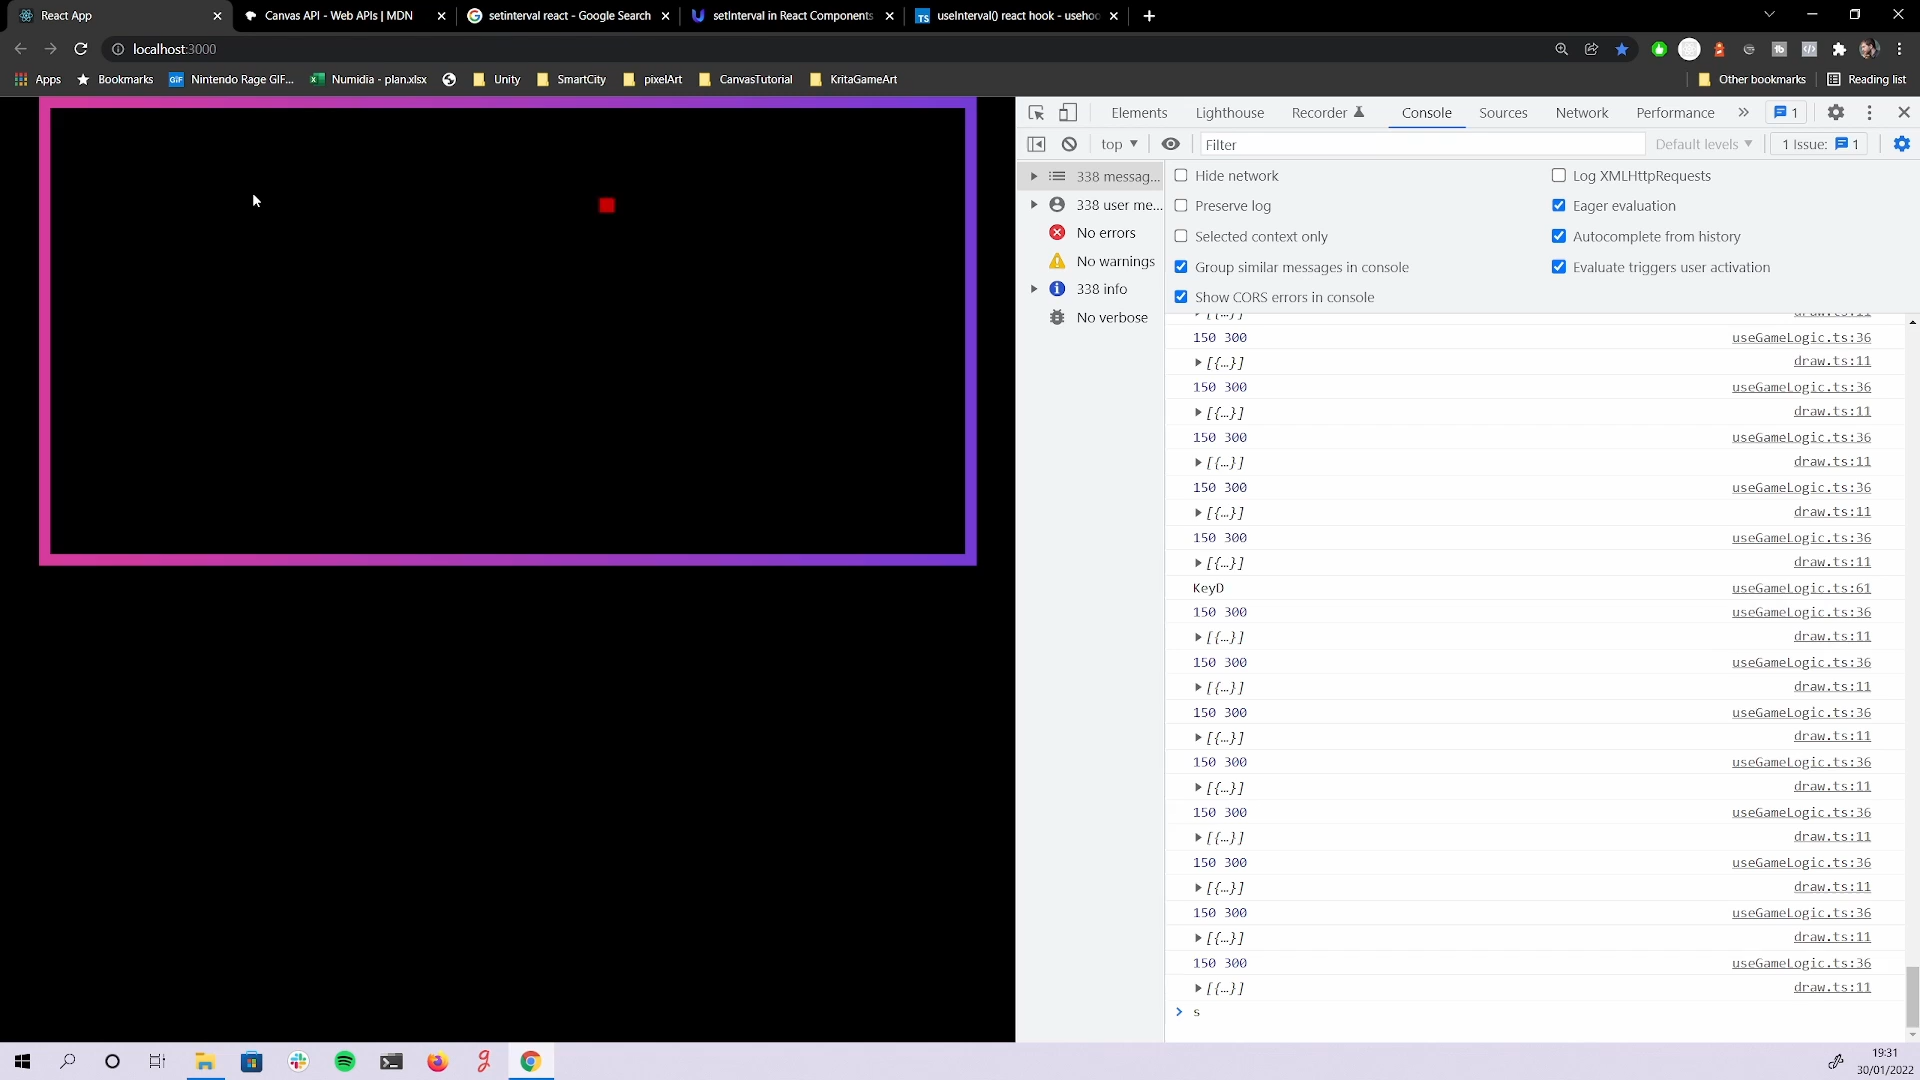 React App
Canvas API - Web APIs | MDN
setinterval react - Google Search
setInterval in React Components
TS useInterval() react hook - useho
localhost:3000
Apps
Bookmarks
GIF Nintendo Rage GIF...
Numidia - plan.xlsx
Unity
SmartCity
pixelArt
CanvasTutorial
KritaGameArt
Other bookmarks
Reading list
Elements
Lighthouse
Recorder
Console
Sources
Network
Performance
1
top
Filter
Default levels
1 Issue: 1
338 messag...
338 user me...
No errors
No warnings
338 info
No verbose
Hide network
Preserve log
Selected context only
Group similar messages in console
Show CORS errors in console
Log XMLHttpRequests
Eager evaluation
Autocomplete from history
Evaluate triggers user activation
150 300 useGameLogic.ts:36
[{…}] draw.ts:11
150 300 useGameLogic.ts:36
[{…}] draw.ts:11
150 300 useGameLogic.ts:36
[{…}] draw.ts:11
150 300 useGameLogic.ts:36
[{…}] draw.ts:11
150 300 useGameLogic.ts:36
[{…}] draw.ts:11
KeyD useGameLogic.ts:61
150 300 useGameLogic.ts:36
[{…}] draw.ts:11
150 300 useGameLogic.ts:36
[{…}] draw.ts:11
150 300 useGameLogic.ts:36
[{…}] draw.ts:11
150 300 useGameLogic.ts:36
[{…}] draw.ts:11
150 300 useGameLogic.ts:36
[{…}] draw.ts:11
150 300 useGameLogic.ts:36
[{…}] draw.ts:11
150 300 useGameLogic.ts:36
[{…}] draw.ts:11
150 300 useGameLogic.ts:36
[{…}] draw.ts:11
s
19:31
30/01/2022